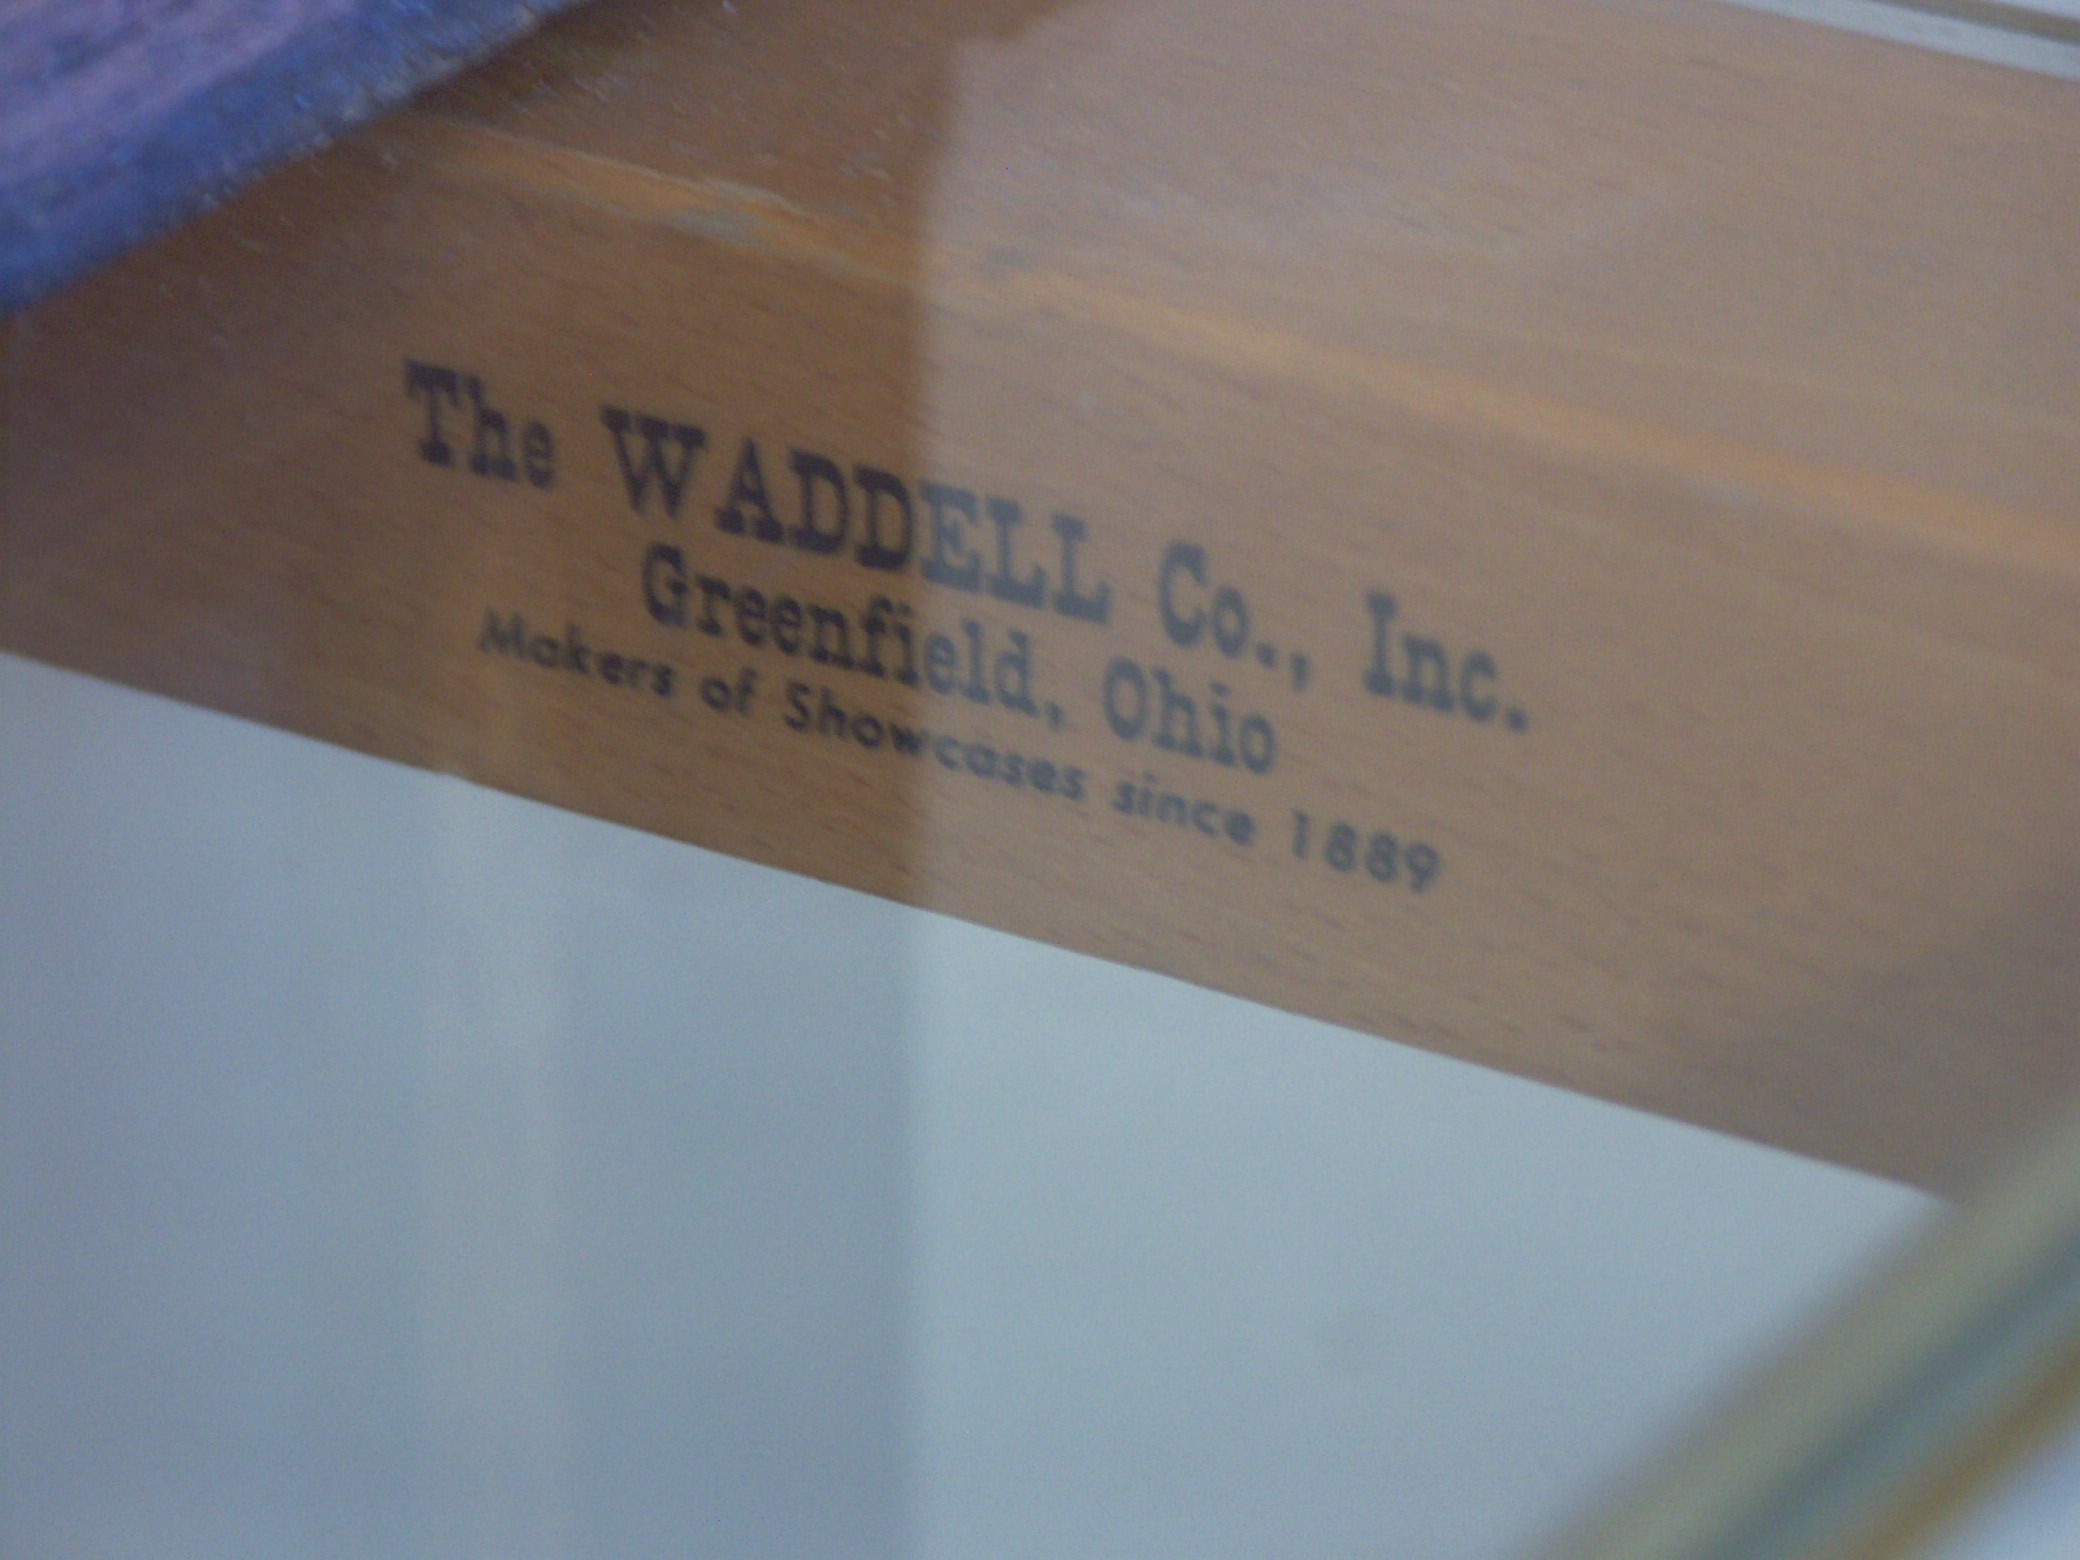 The WADDELL Co., Inc.
Greenfield, Ohio
Makers of Showcases since 1889